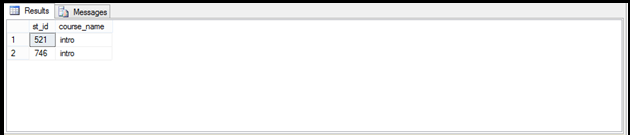 Results Messages
st_id course_name
1 521 intro
2 746 intro